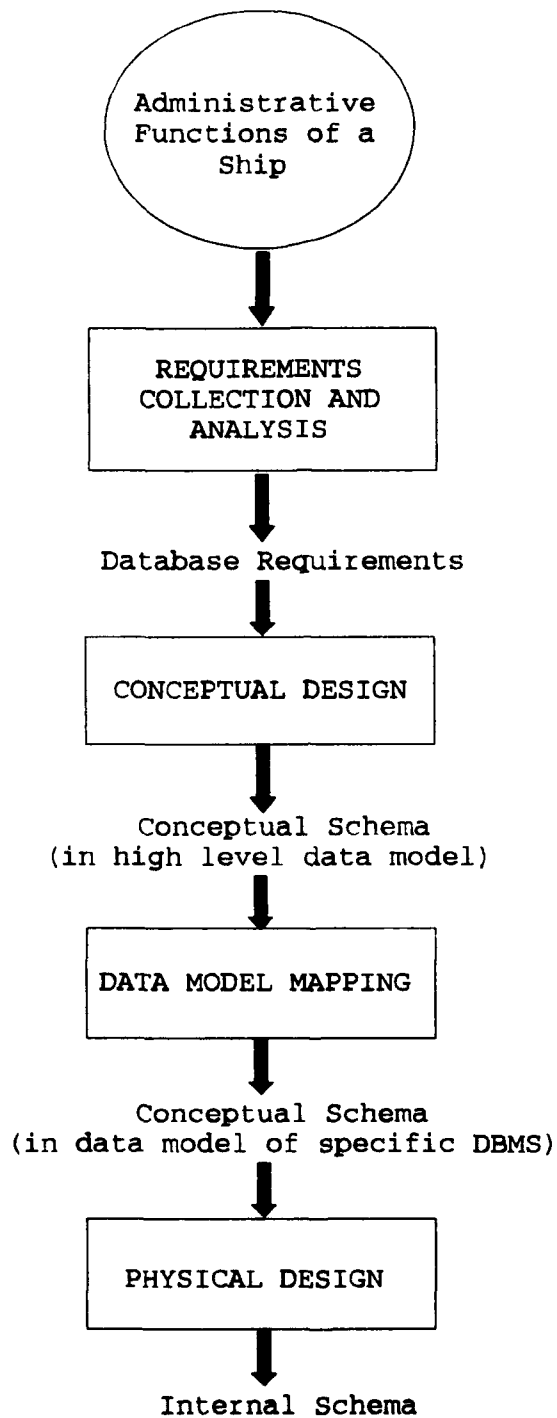 Administrative
Functions of a
Ship
REQUIREMENTS
COLLECTION AND
ANALYSIS
Database Requirements
CONCEPTUAL DESIGN
Conceptual Schema
(in high level data model)
DATA MODEL MAPPING
Conceptual Schema
(in data model of specific DBMS)
PHYSICAL DESIGN
Internal Schema